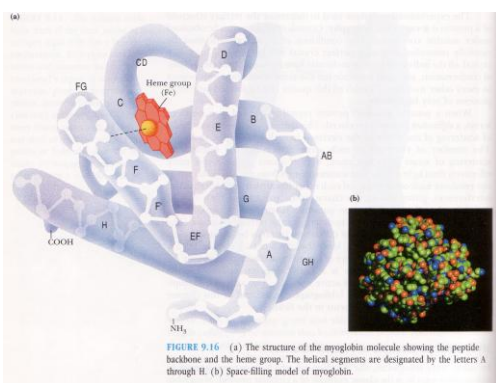 (a)
CD
D
Heme group
(Fe)
FG
C
B
E
AB
F
(b)
G
F'
H
EF
COOH
A
GH
NH3
FIGURE 9.16 (a) The structure of the myoglobin molecule showing the peptide
backbone and the heme group. The helical segments are designated by the letters A
through H. (b) Space-filling model of myoglobin.